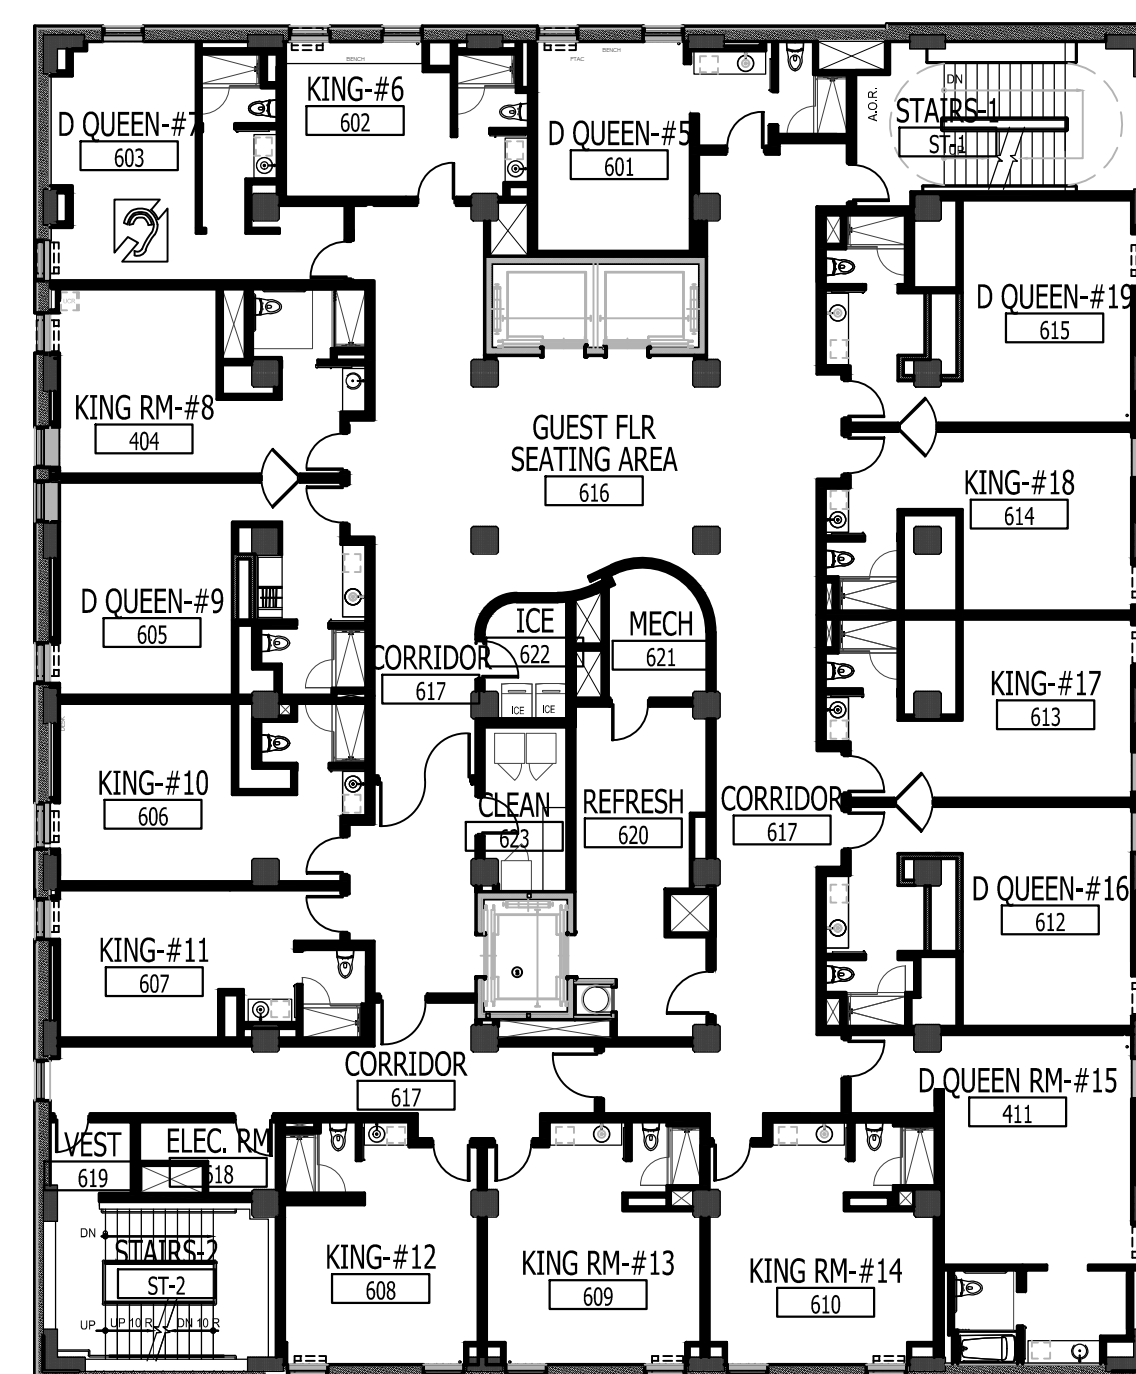 BENCH
BENCH
PTAC
KING-#6
602
D QUEEN-#7
603
D QUEEN-#5
601
A.O.R.
DN
STAIRS-1
ST-1
D QUEEN-#19
615
KING RM-#8
404
GUEST FLR
SEATING AREA
616
KING-#18
614
D QUEEN-#9
605
ICE
622
MECH
621
CORRIDOR
617
ICE
ICE
KING-#17
613
DESK
KING-#10
606
CLEAN
623
REFRESH
620
CORRIDOR
617
D QUEEN-#16
612
KING-#11
607
CORRIDOR
617
D QUEEN RM-#15
411
VEST
619
ELEC. RM
618
DN
STAIRS-2
ST-2
UP
UP 10 R
DN 10 R
KING-#12
608
KING RM-#13
609
KING RM-#14
610